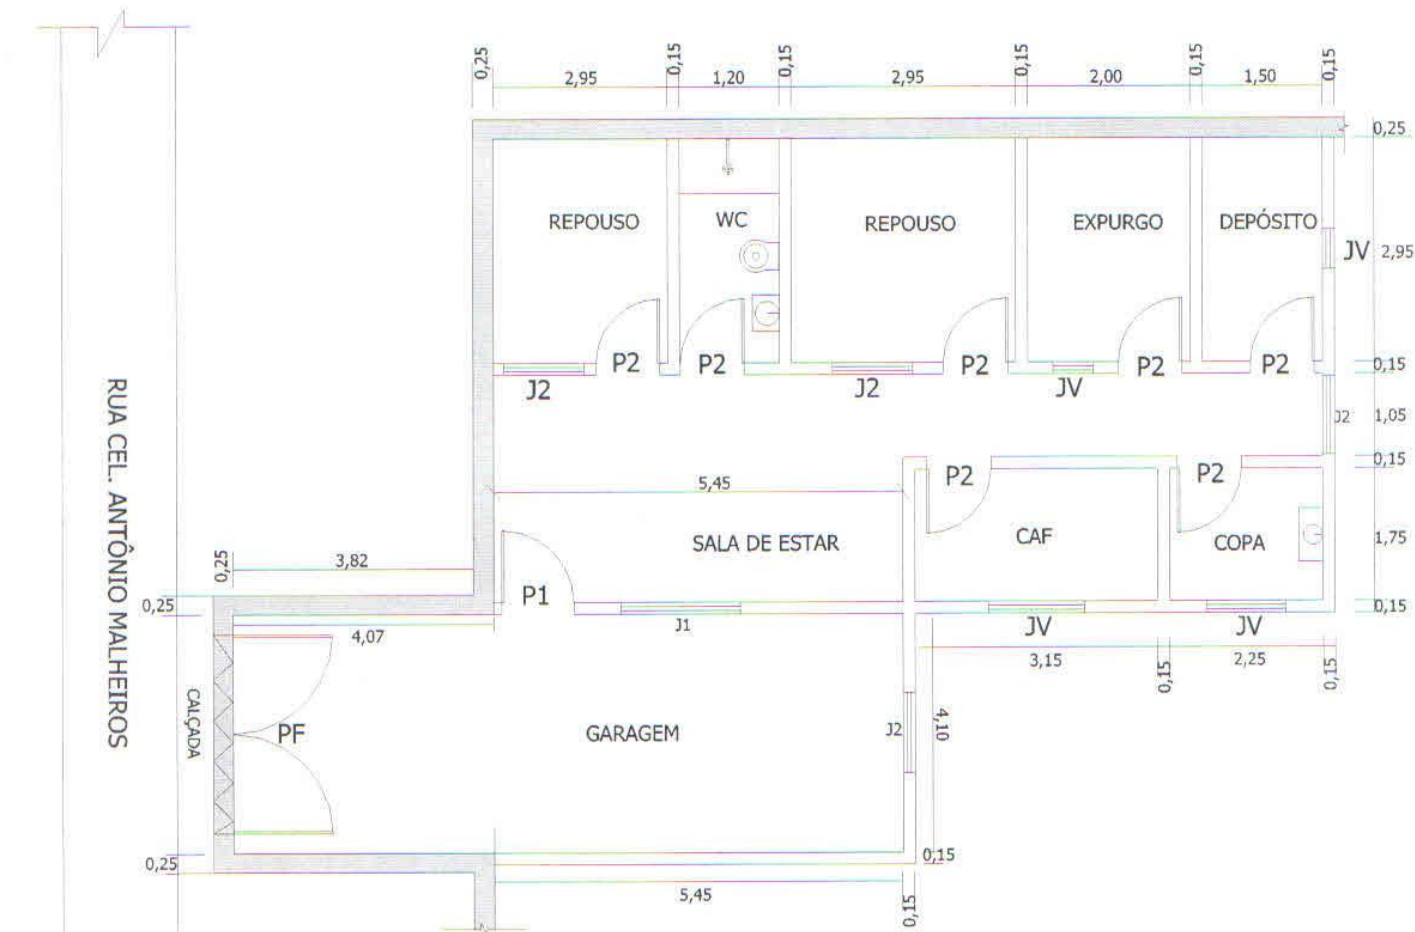 0,25
2,95
0,15
1,20
0,15
2,95
0,15
2,00
0,15
1,50
0,15
0,25
REPOUSO
WC
REPOUSO
EXPURGO
DEPÓSITO
JV
2,95
P2
P2
P2
P2
P2
0,15
J2
J2
JV
J2
1,05
0,15
P2
P2
5,45
SALA DE ESTAR
CAF
COPA
1,75
RUA CEL. ANTÔNIO MALHEIROS
0,25
3,82
0,25
P1
0,15
4,07
J1
JV
JV
3,15
0,15
2,25
0,15
CALÇADA
PF
GARAGEM
J2
4,10
0,25
0,15
5,45
0,15